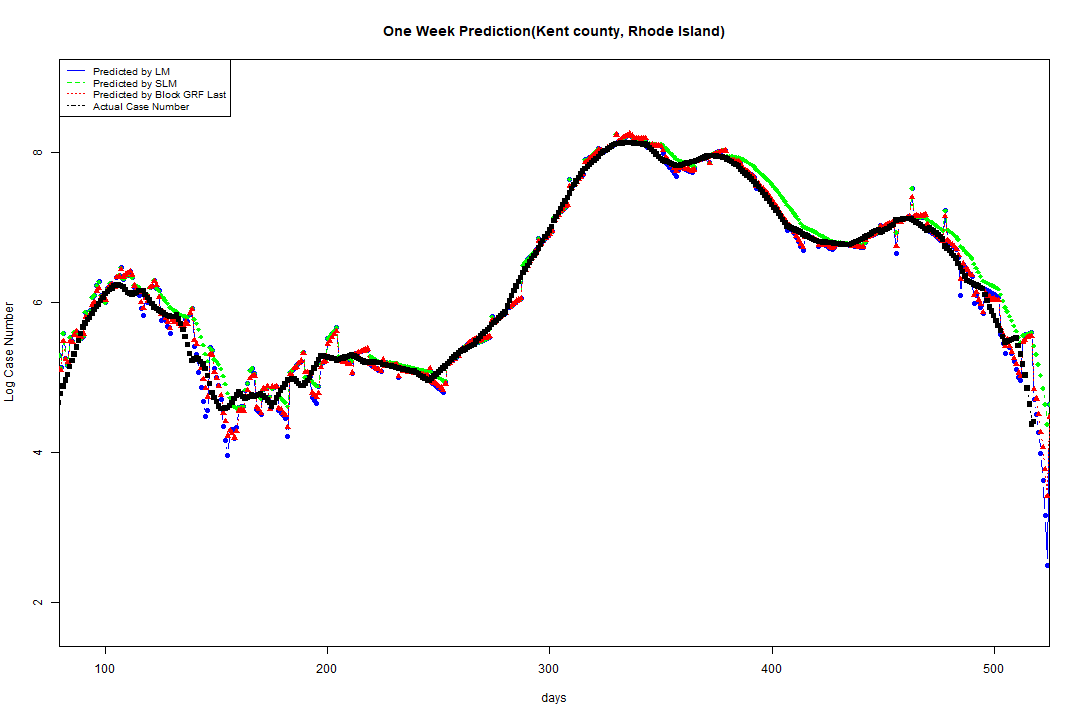 One Week Prediction(Kent county, Rhode Island)
Predicted by LM
Predicted by SLM
Predicted by Block GRF Last
Actual Case Number
Log Case Number
8
6
4
2
100 200 300 400 500
days